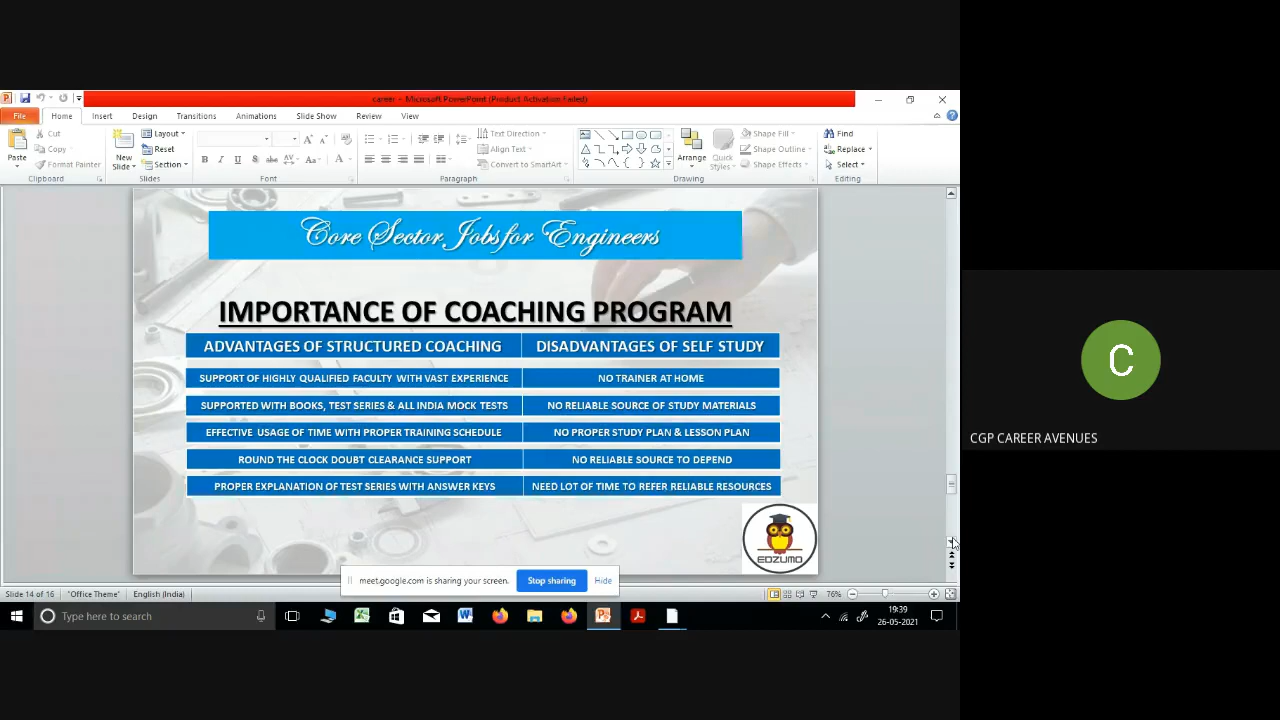 career - Microsoft PowerPoint (Product Activation Failed)
File Home Insert Design Transitions Animations Slide Show Review View
Cut
Copy
Format Painter
Paste
Clipboard
New
Slide
Layout
Reset
Section
Slides
Font
Text Direction
Align Text
Convert to SmartArt
Paragraph
Arrange
Quick
Styles
Shape Fill
Shape Outline
Shape Effects
Drawing
Find
Replace
Select
Editing
Core Sector Jobs for Engineers
IMPORTANCE OF COACHING PROGRAM
ADVANTAGES OF STRUCTURED COACHING DISADVANTAGES OF SELF STUDY
SUPPORT OF HIGHLY QUALIFIED FACULTY WITH VAST EXPERIENCE NO TRAINER AT HOME
SUPPORTED WITH BOOKS, TEST SERIES & ALL INDIA MOCK TESTS NO RELIABLE SOURCE OF STUDY MATERIALS
EFFECTIVE USAGE OF TIME WITH PROPER TRAINING SCHEDULE NO PROPER STUDY PLAN & LESSON PLAN
ROUND THE CLOCK DOUBT CLEARANCE SUPPORT NO RELIABLE SOURCE TO DEPEND
PROPER EXPLANATION OF TEST SERIES WITH ANSWER KEYS NEED LOT OF TIME TO REFER RELIABLE RESOURCES
EDZUMO
meet.google.com is sharing your screen. Stop sharing Hide
Slide 14 of 16 "Office Theme" English (India) 76%
Type here to search
19:39
26-05-2021
C
CGP CAREER AVENUES